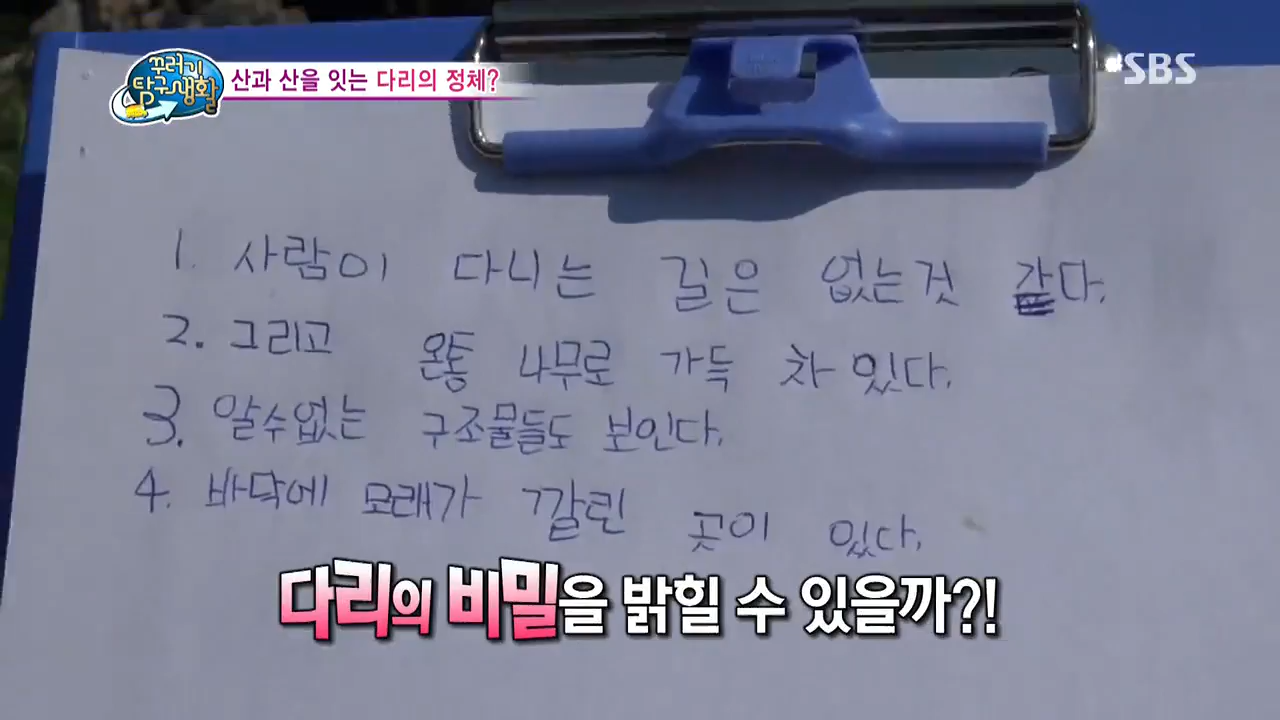 꾸러기 탐구생활
산과 산을 잇는 다리의 정체?
SBS
1. 사람이 다니는 길은 없는것 같다.
2. 그리고 온통 나무로 가득 차 있다.
3. 알수없는 구조물들도 보인다.
4. 바닥에 모래가 깔린 곳이 있다.
다리의 비밀을 밝힐 수 있을까?!